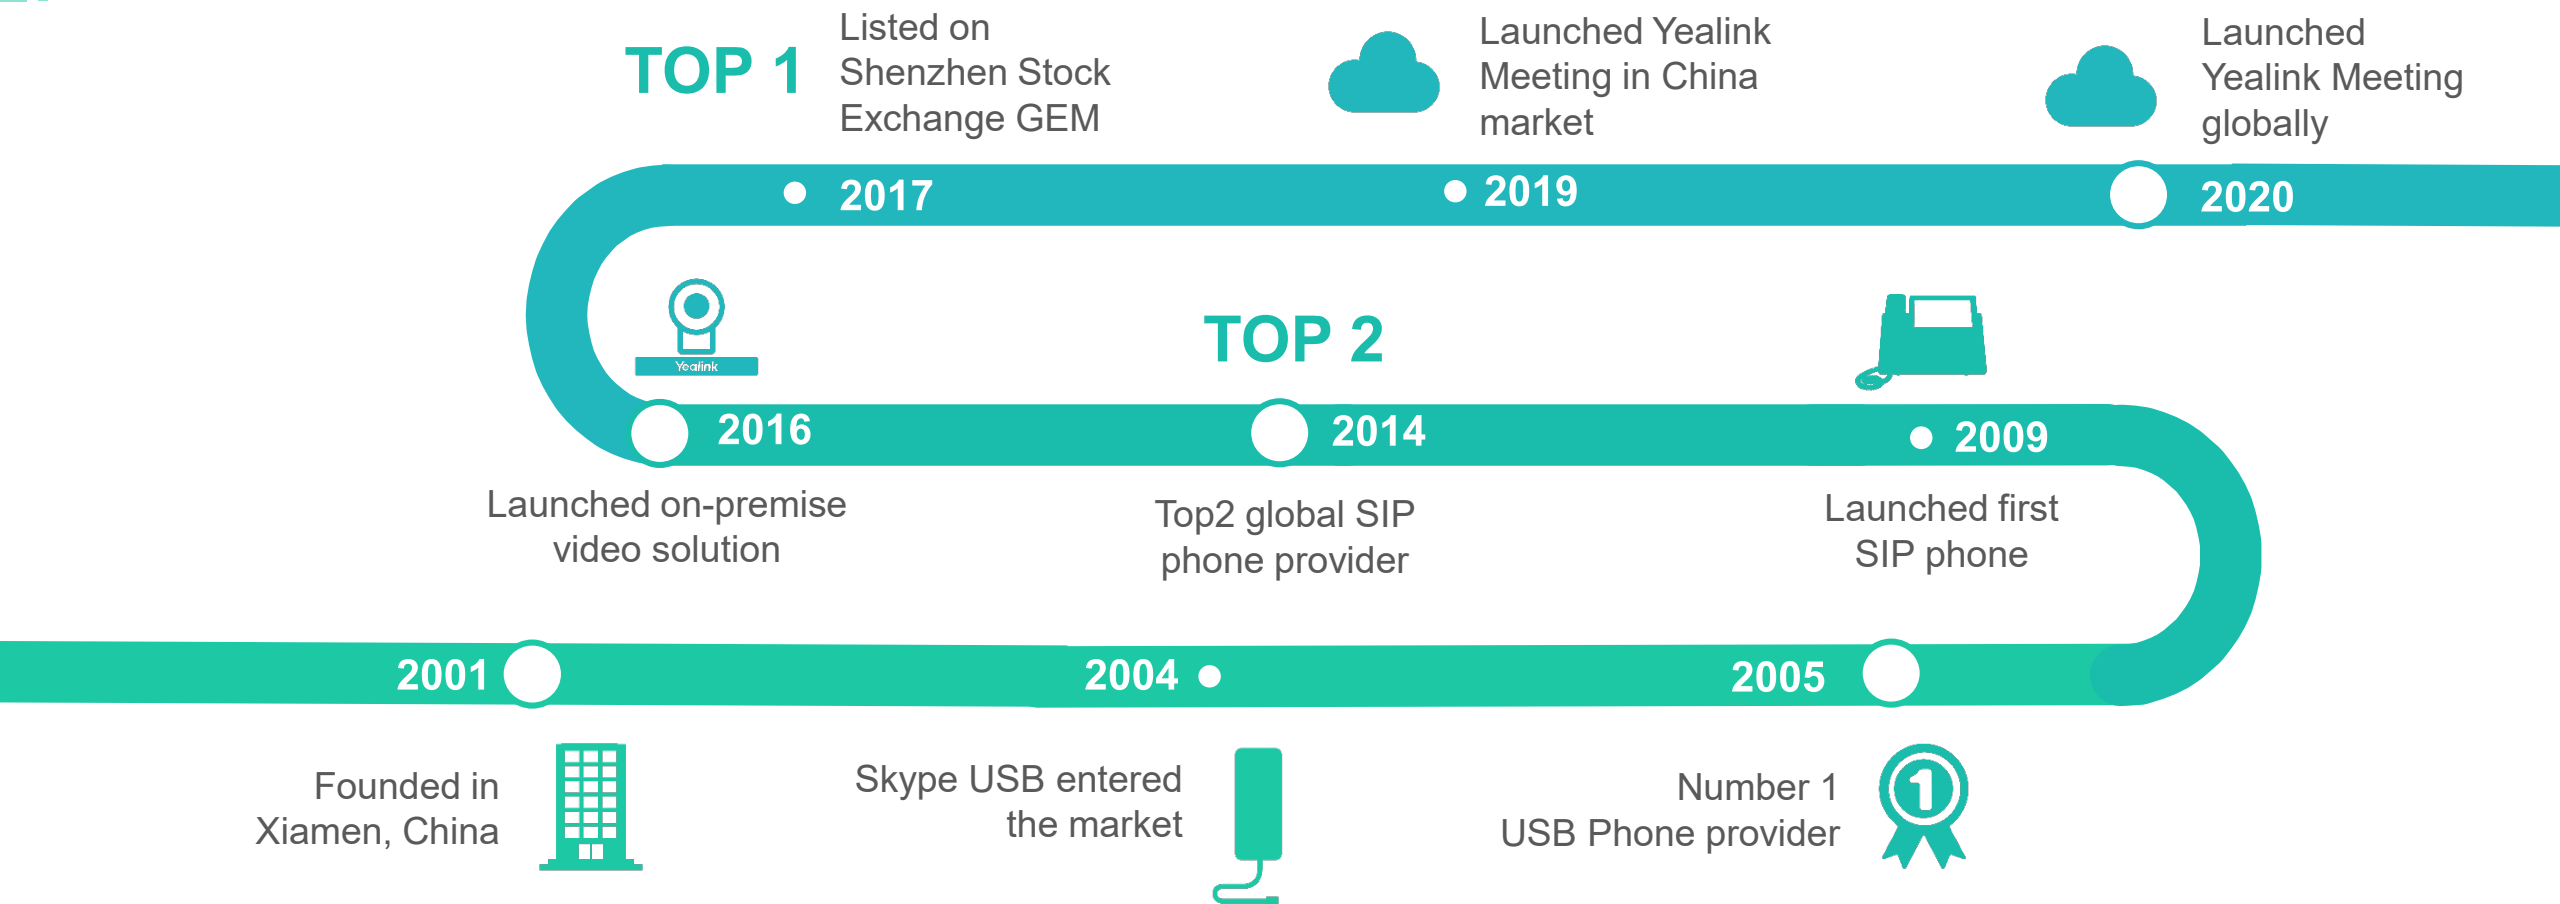 TOP 1
Listed on
Shenzhen Stock
Exchange GEM
Launched Yealink
Meeting in China
market
Launched
Yealink Meeting
globally
2017
2019
2020
Yealink
TOP 2
2016
2014
2009
Launched on-premise
video solution
Top2 global SIP
phone provider
Launched first
SIP phone
2001
2004
2005
Founded in
Xiamen, China
Skype USB entered
the market
Number 1
USB Phone provider
1